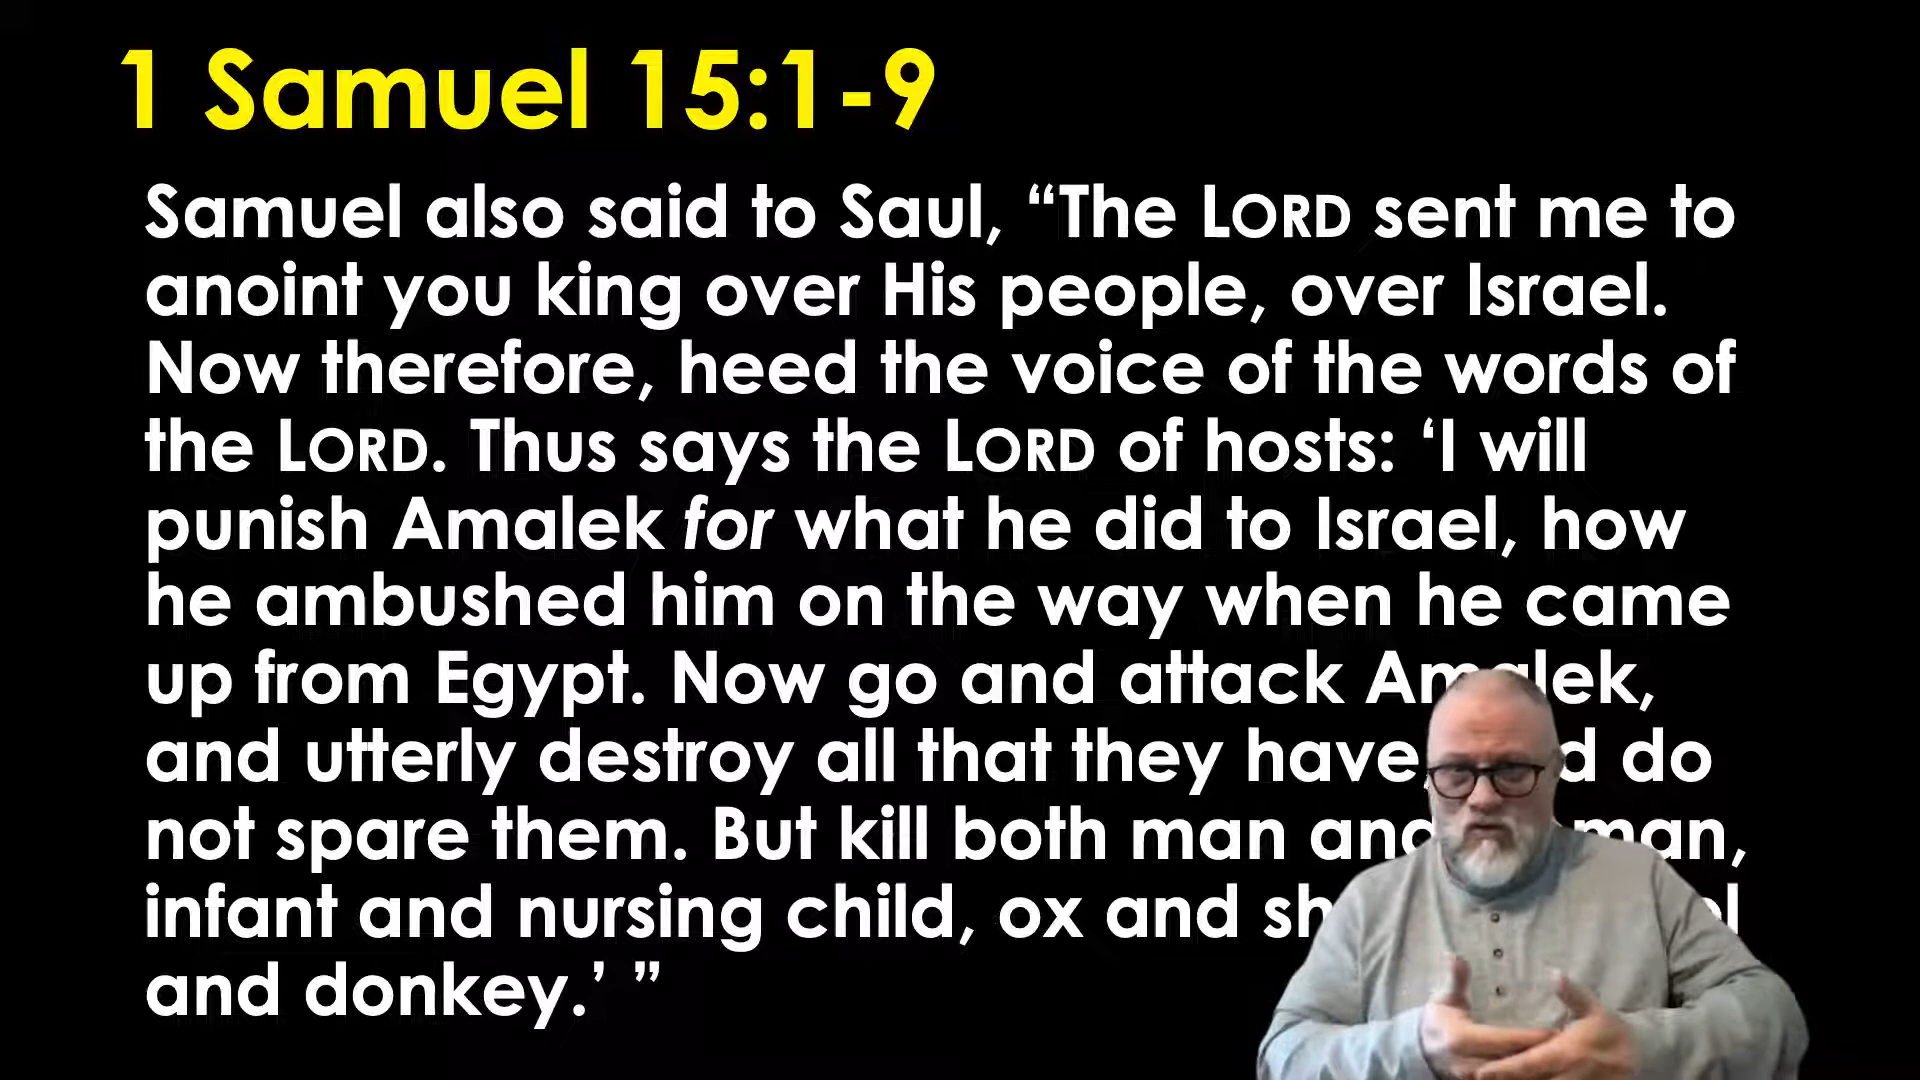 1 Samuel 15:1-9
Samuel also said to Saul, “The LORD sent me to
anoint you king over His people, over Israel.
Now therefore, heed the voice of the words of
the LORD. Thus says the LORD of hosts: ‘I will
punish Amalek for what he did to Israel, how
he ambushed him on the way when he came
up from Egypt. Now go and attack Amalek,
and utterly destroy all that they have, do
not spare them. But kill both man and
infant and nursing child, ox and
and donkey.’ ”